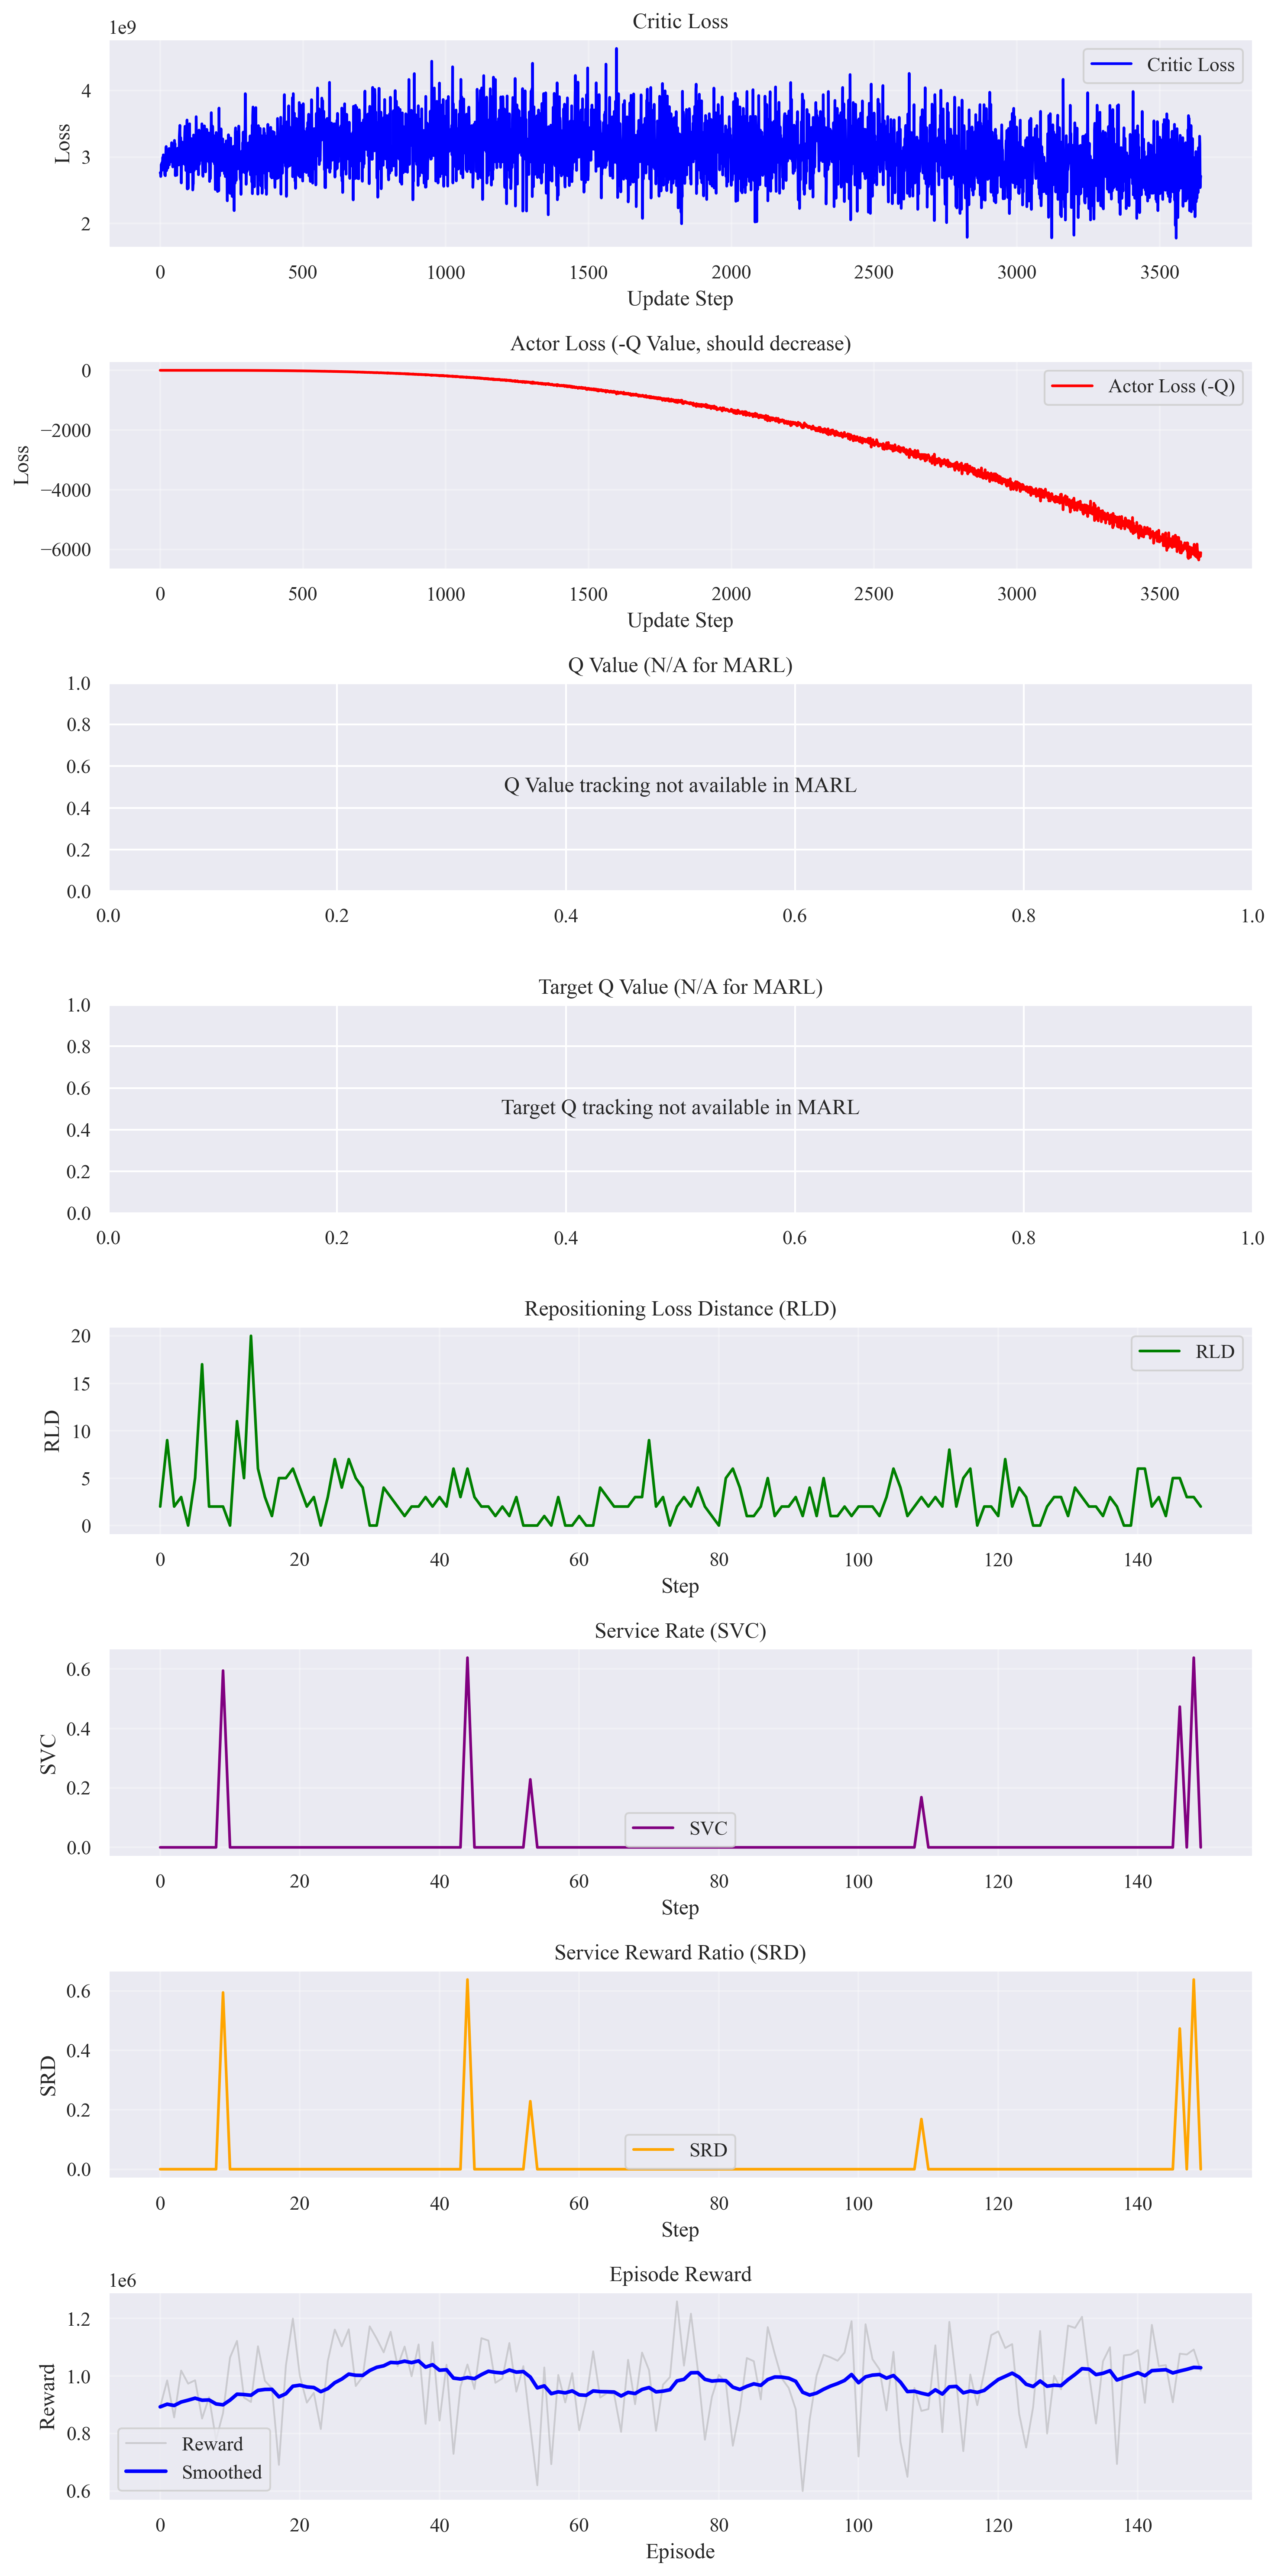 Critic Loss
1e9
Critic Loss
4
3
2
Loss
0 500 1000 1500 2000 2500 3000 3500
Update Step
Actor Loss (-Q Value, should decrease)
Actor Loss (-Q)
0
−2000
−4000
−6000
Loss
0 500 1000 1500 2000 2500 3000 3500
Update Step
Q Value (N/A for MARL)
1.0
0.8
0.6
Q Value tracking not available in MARL
0.4
0.2
0.0
0.0 0.2 0.4 0.6 0.8 1.0
Target Q Value (N/A for MARL)
1.0
0.8
0.6
Target Q tracking not available in MARL
0.4
0.2
0.0
0.0 0.2 0.4 0.6 0.8 1.0
Repositioning Loss Distance (RLD)
RLD
20
15
10
5
0
RLD
0 20 40 60 80 100 120 140
Step
Service Rate (SVC)
0.6
0.4
0.2
0.0
SVC
SVC
0 20 40 60 80 100 120 140
Step
Service Reward Ratio (SRD)
0.6
0.4
0.2
0.0
SRD
SRD
0 20 40 60 80 100 120 140
Step
Episode Reward
1e6
1.2
1.0
0.8
0.6
Reward
Reward
Smoothed
0 20 40 60 80 100 120 140
Episode